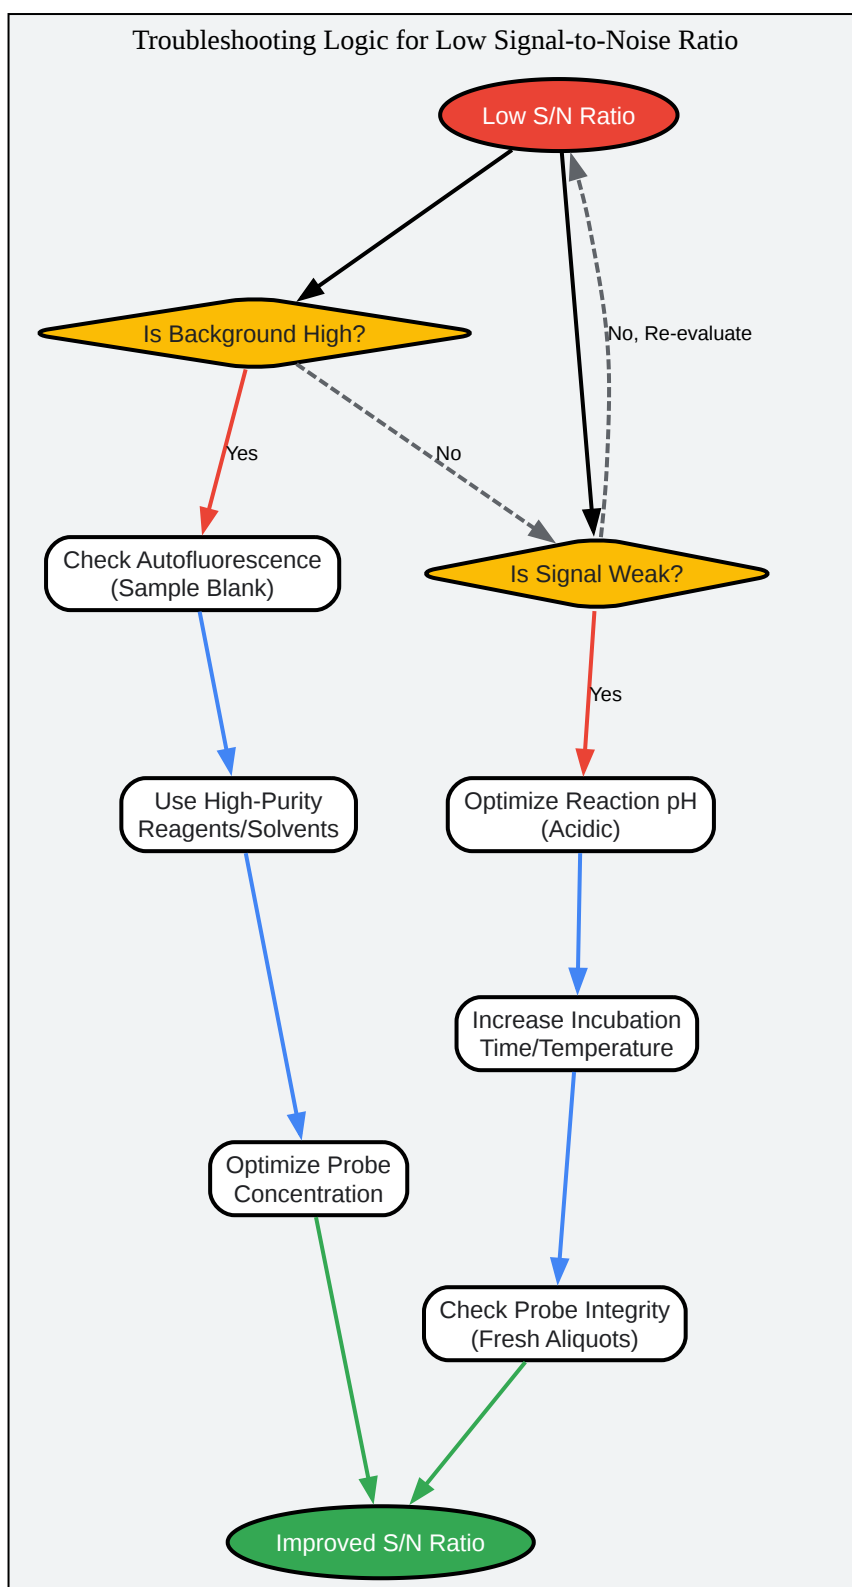 Troubleshooting Logic for Low Signal-to-Noise Ratio
Low S/N Ratio
Is Background High?
No, Re-evaluate
Yes
No
Check Autofluorescence
(Sample Blank)
Is Signal Weak?
Yes
Use High-Purity
Reagents/Solvents
Optimize Reaction pH
(Acidic)
Increase Incubation
Time/Temperature
Optimize Probe
Concentration
Check Probe Integrity
(Fresh Aliquots)
Improved S/N Ratio